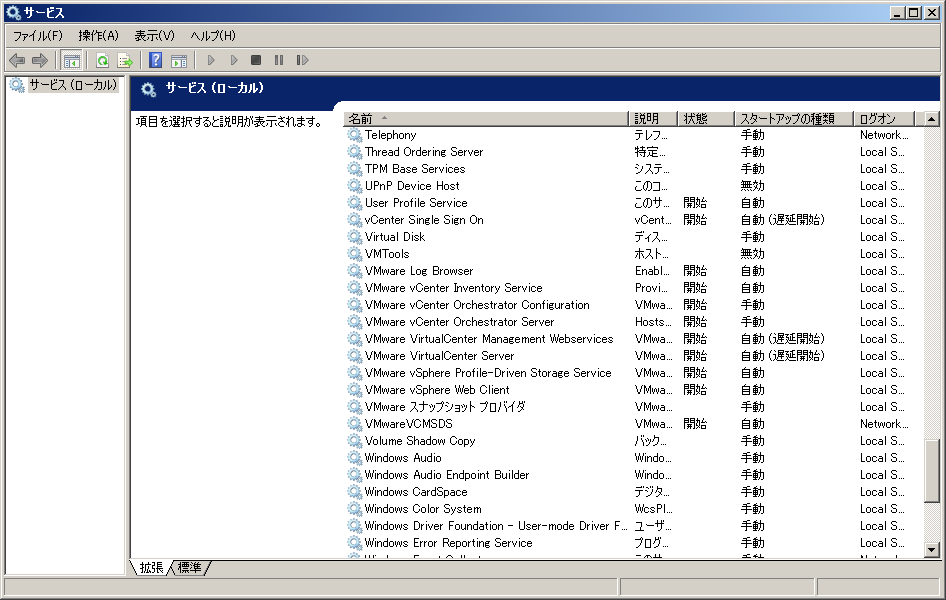 サービス
ファイル(F) 操作(A) 表示(V) ヘルプ(H)
サービス (ローカル)
サービス (ローカル)
項目を選択すると説明が表示されます。
名前 説明 状態 スタートアップの種類 ログオン
Telephony テレフ... 手動 Network...
Thread Ordering Server 特定... 手動 Local S...
TPM Base Services システ... 手動 Local S...
UPnP Device Host このコ... 無効 Local S...
User Profile Service このサ... 開始 自動 Local S...
vCenter Single Sign On vCent... 開始 自動 (遅延開始) Local S...
Virtual Disk ディス... 手動 Local S...
VMTools ホスト... 無効 Local S...
VMware Log Browser Enabl... 開始 自動 Local S...
VMware vCenter Inventory Service Provi... 開始 自動 Local S...
VMware vCenter Orchestrator Configuration VMwa... 開始 手動 Local S...
VMware vCenter Orchestrator Server Hosts... 開始 手動 Local S...
VMware VirtualCenter Management Webservices VMwa... 開始 自動 (遅延開始) Local S...
VMware VirtualCenter Server VMwa... 開始 自動 (遅延開始) Local S...
VMware vSphere Profile-Driven Storage Service VMwa... 開始 自動 Local S...
VMware vSphere Web Client VMwa... 開始 自動 Local S...
VMware スナップショット プロバイダ VMwa... 手動 Local S...
VMwareVCMSDS VMwa... 開始 自動 Network...
Volume Shadow Copy バック... 手動 Local S...
Windows Audio Windo... 手動 Local S...
Windows Audio Endpoint Builder Windo... 手動 Local S...
Windows CardSpace デジタ... 手動 Local S...
Windows Color System WcsPl... 手動 Local S...
Windows Driver Foundation - User-mode Driver F... ユーザ... 手動 Local S...
Windows Error Reporting Service プログ... 手動 Local S...
拡張 標準